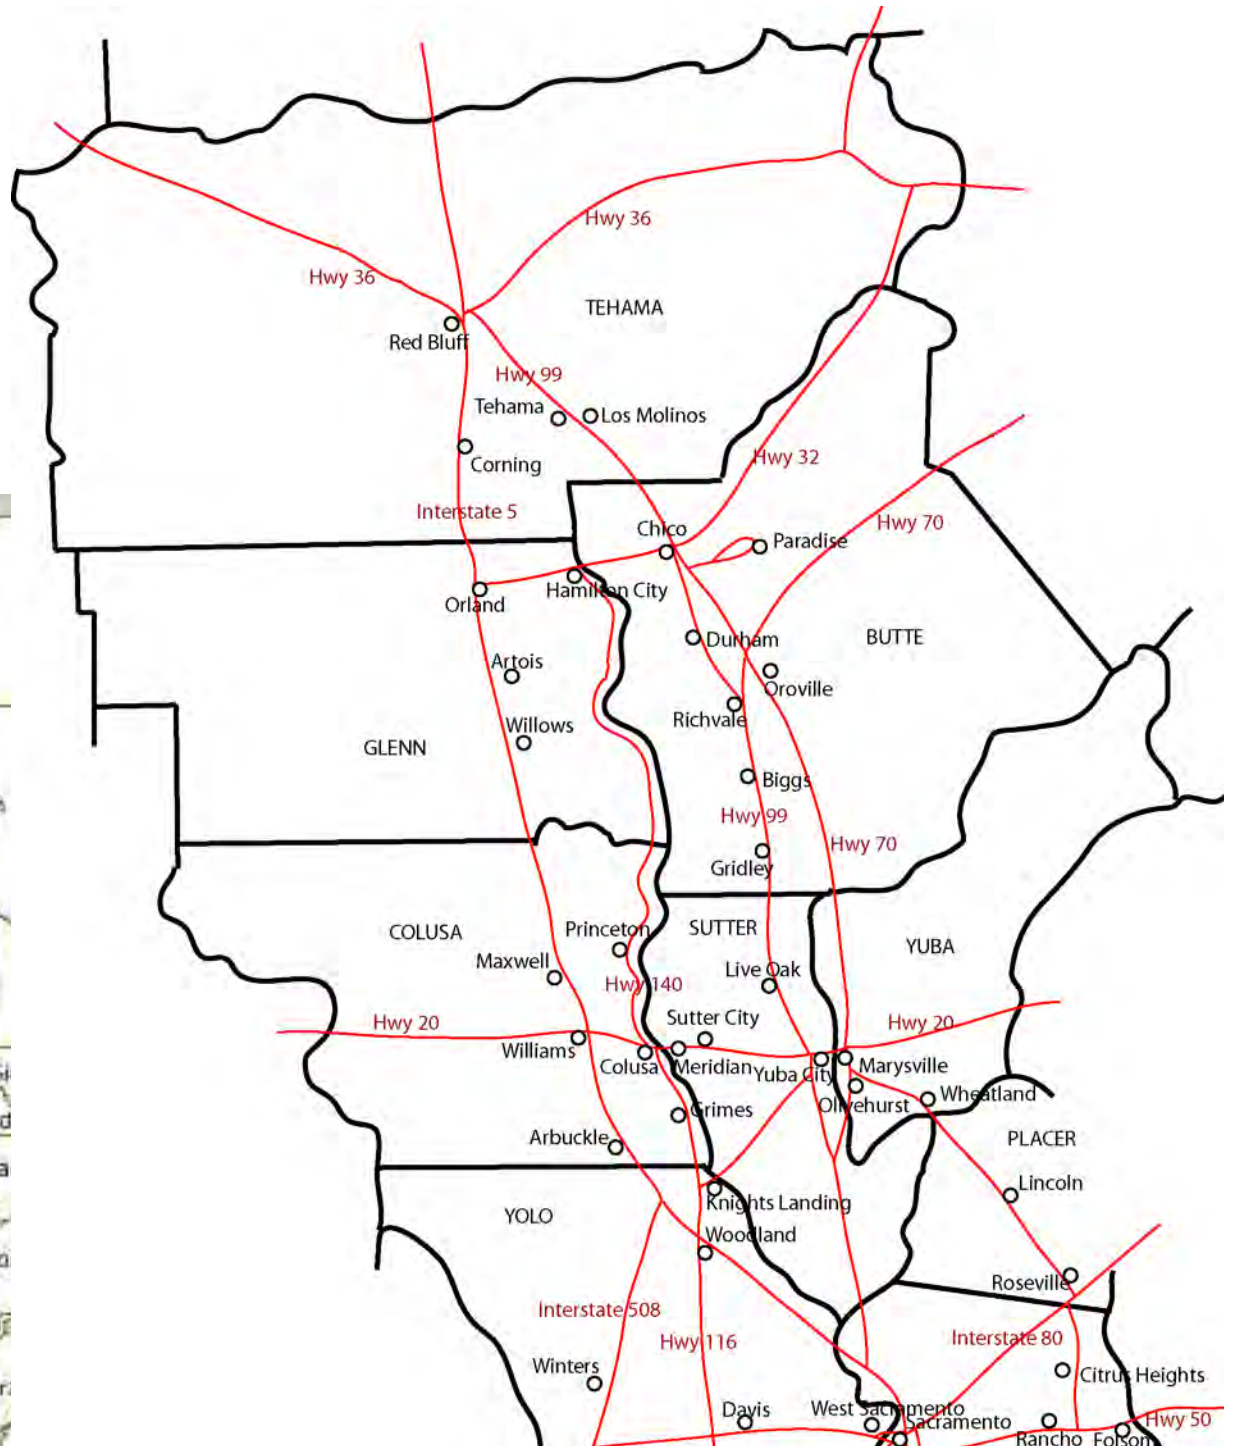 Hwy 36
Hwy 36
TEHAMA
Red Bluff
Hwy 99
Tehama
Los Molinos
Hwy 32
Corning
Interstate 5
Hwy 70
Chico
Paradise
Hamilton City
Orland
Durham
BUTTE
Artois
Oroville
Richvale
Willows
GLENN
Biggs
Hwy 99
Hwy 70
Gridley
COLUSA
Princeton
SUTTER
YUBA
Maxwell
Live Oak
Hwy 140
Hwy 20
Sutter City
Hwy 20
Williams
Colusa
Meridian
Yuba City
Marysville
Wheatland
Grimes
Olivehurst
Arbuckle
PLACER
Lincoln
Knights Landing
YOLO
Woodland
Roseville
Interstate 508
Hwy 116
Interstate 80
Winters
Citrus Heights
Davis
West Sacramento
Sacramento
Hwy 50
Rancho
Folsom